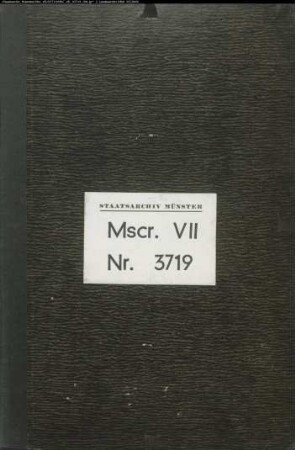 STAATSARCHIV MÜNSTER
Mscr. VII
Nr. 3719